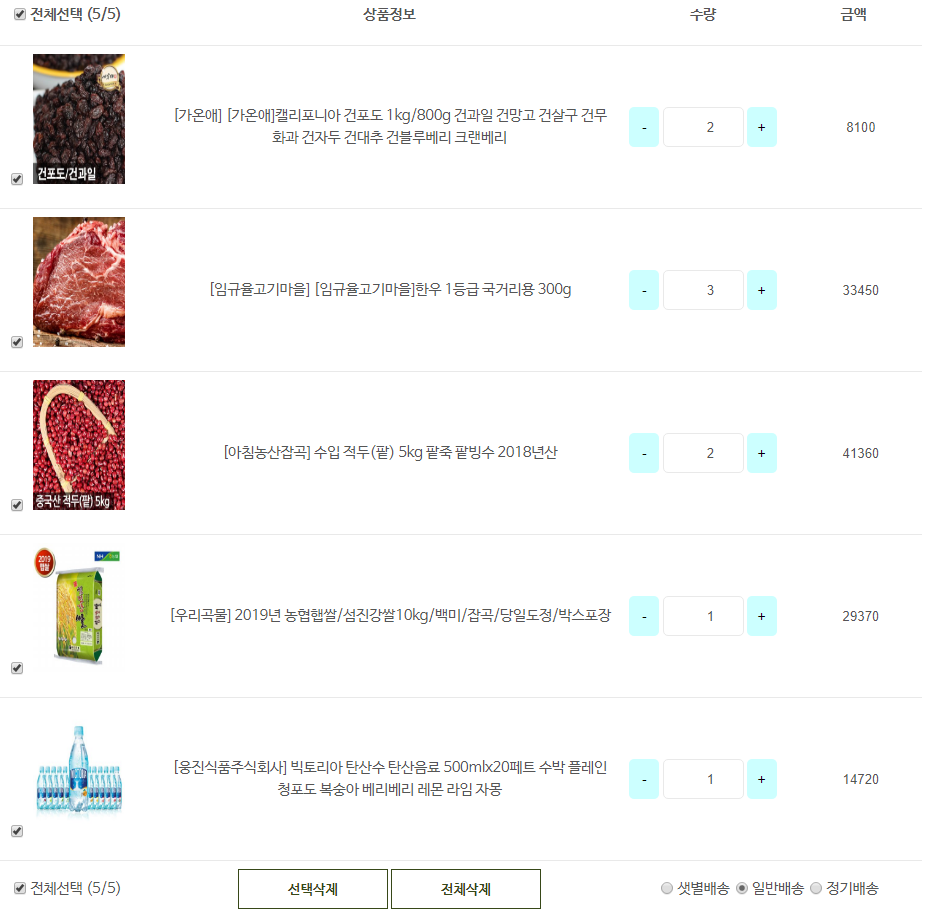 전체선택 (5/5) 상품정보 수량 금액
건포도/건과일
[가온애] [가온애]캘리포니아 건포도 1kg/800g 건과일 건망고 건살구 건무
화과 건자두 건대추 건블루베리 크랜베리
- 2 + 8100
[임규율고기마을] [임규율고기마을]한우 1등급 국거리용 300g
- 3 + 33450
중국산 적두(팥) 5kg
[아침농산잡곡] 수입 적두(팥) 5kg 팥죽 팥빙수 2018년산
- 2 + 41360
2019
햅쌀
[우리곡물] 2019년 농협햅쌀/섬진강쌀10kg/백미/잡곡/당일도정/박스포장
- 1 + 29370
[웅진식품주식회사] 빅토리아 탄산수 탄산음료 500mlx20페트 수박 플레인
청포도 복숭아 베리베리 레몬 라임 자몽
- 1 + 14720
전체선택 (5/5) 선택삭제 전체삭제 샛별배송 일반배송 정기배송